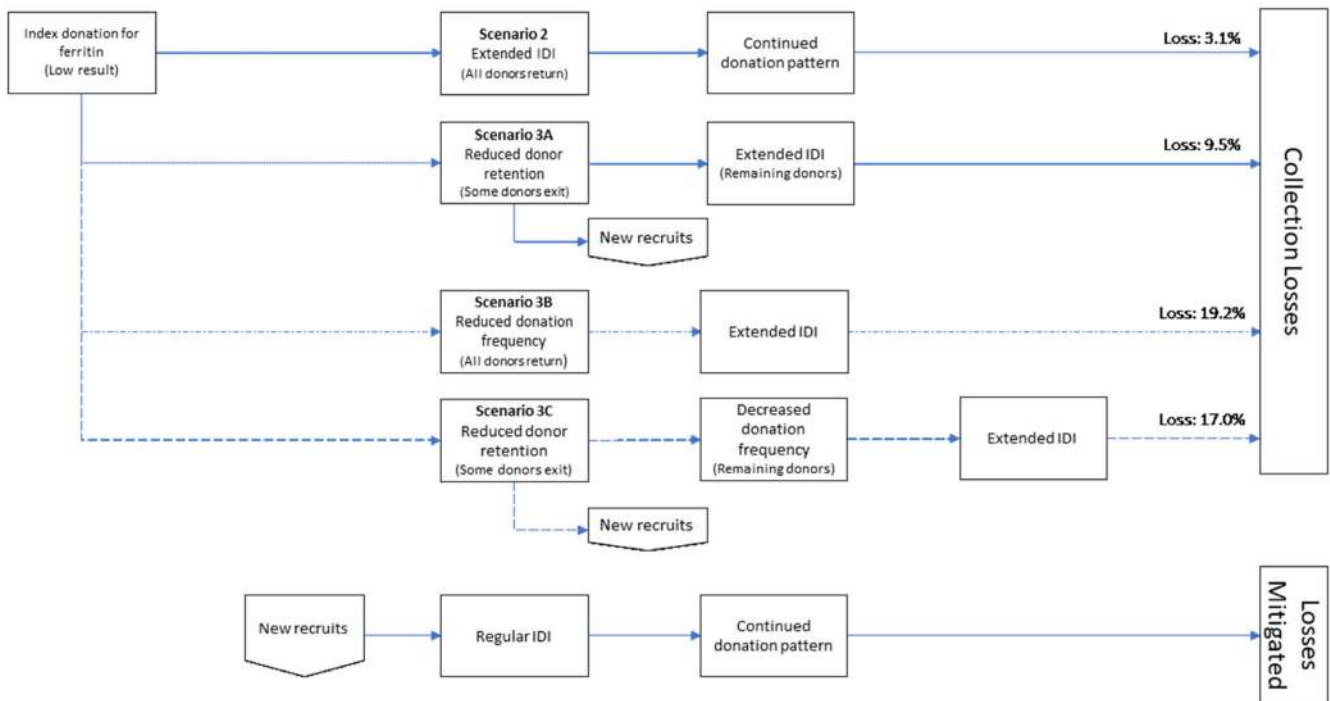 Index donation for
ferritin
(Low result)
Scenario 2
Extended IDI
(All donors return)
Continued
donation pattern
Loss: 3.1%
Scenario 3A
Reduced donor
retention
(Some donors exit)
Extended IDI
(Remaining donors)
Loss: 9.5%
New recruits
Scenario 3B
Reduced donation
frequency
(All donors return)
Extended IDI
Loss: 19.2%
Scenario 3C
Reduced donor
retention
(Some donors exit)
Decreased
donation
frequency
(Remaining donors)
Extended IDI
Loss: 17.0%
New recruits
Collection Losses
New recruits
Regular IDI
Continued
donation pattern
Losses
Mitigated